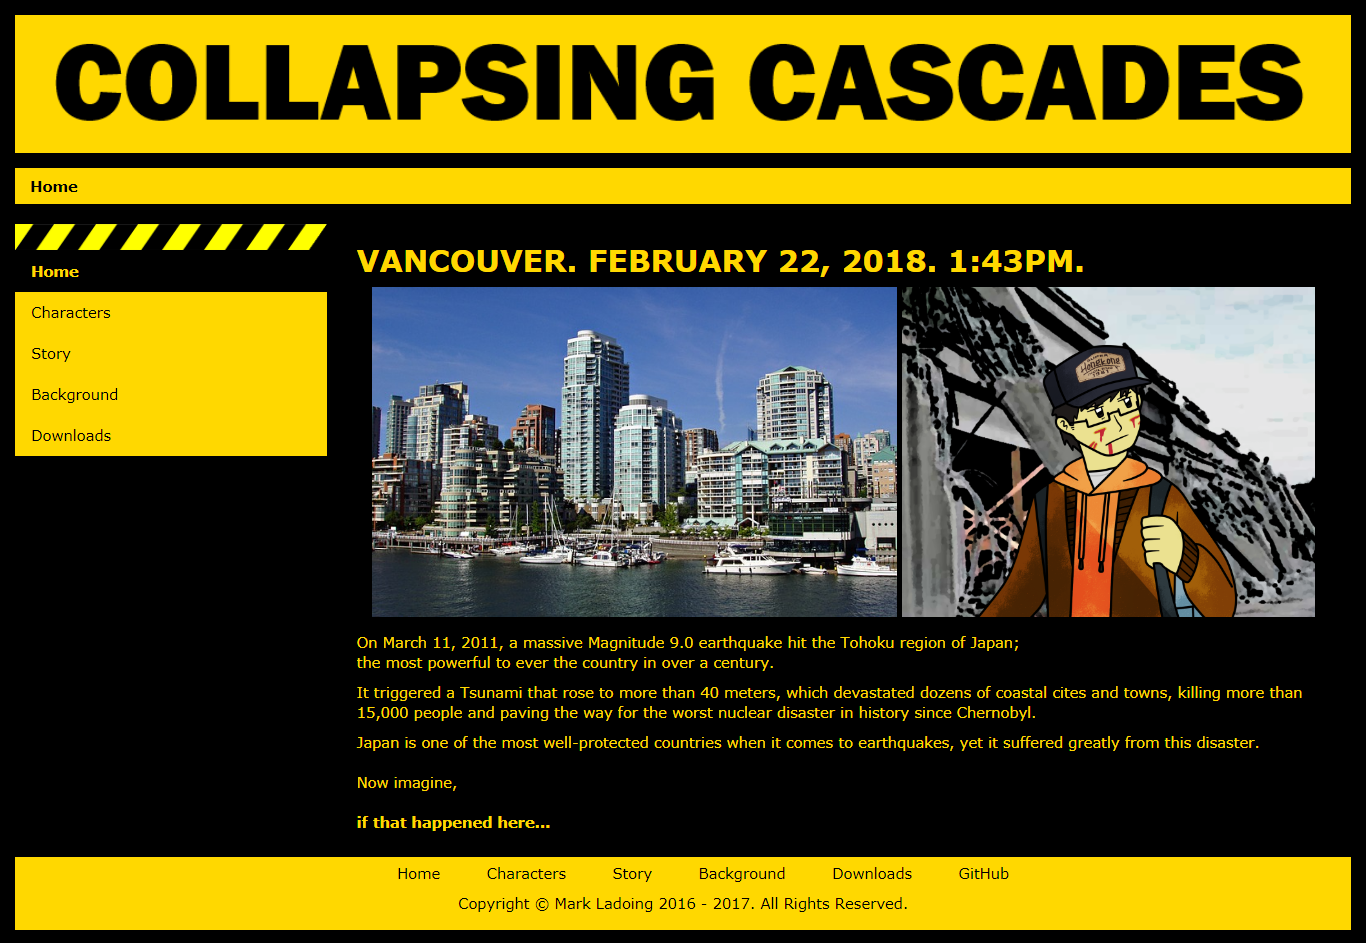 COLLAPSING CASCADES
Home
Home
Characters
Story
Background
Downloads
VANCOUVER. FEBRUARY 22, 2018. 1:43PM.
Hongkong
1987
On March 11, 2011, a massive Magnitude 9.0 earthquake hit the Tohoku region of Japan;
the most powerful to ever the country in over a century.
It triggered a Tsunami that rose to more than 40 meters, which devastated dozens of coastal cites and towns, killing more than
15,000 people and paving the way for the worst nuclear disaster in history since Chernobyl.
Japan is one of the most well-protected countries when it comes to earthquakes, yet it suffered greatly from this disaster.
Now imagine,
if that happened here...
Home Characters Story Background Downloads GitHub
Copyright © Mark Ladoing 2016 - 2017. All Rights Reserved.